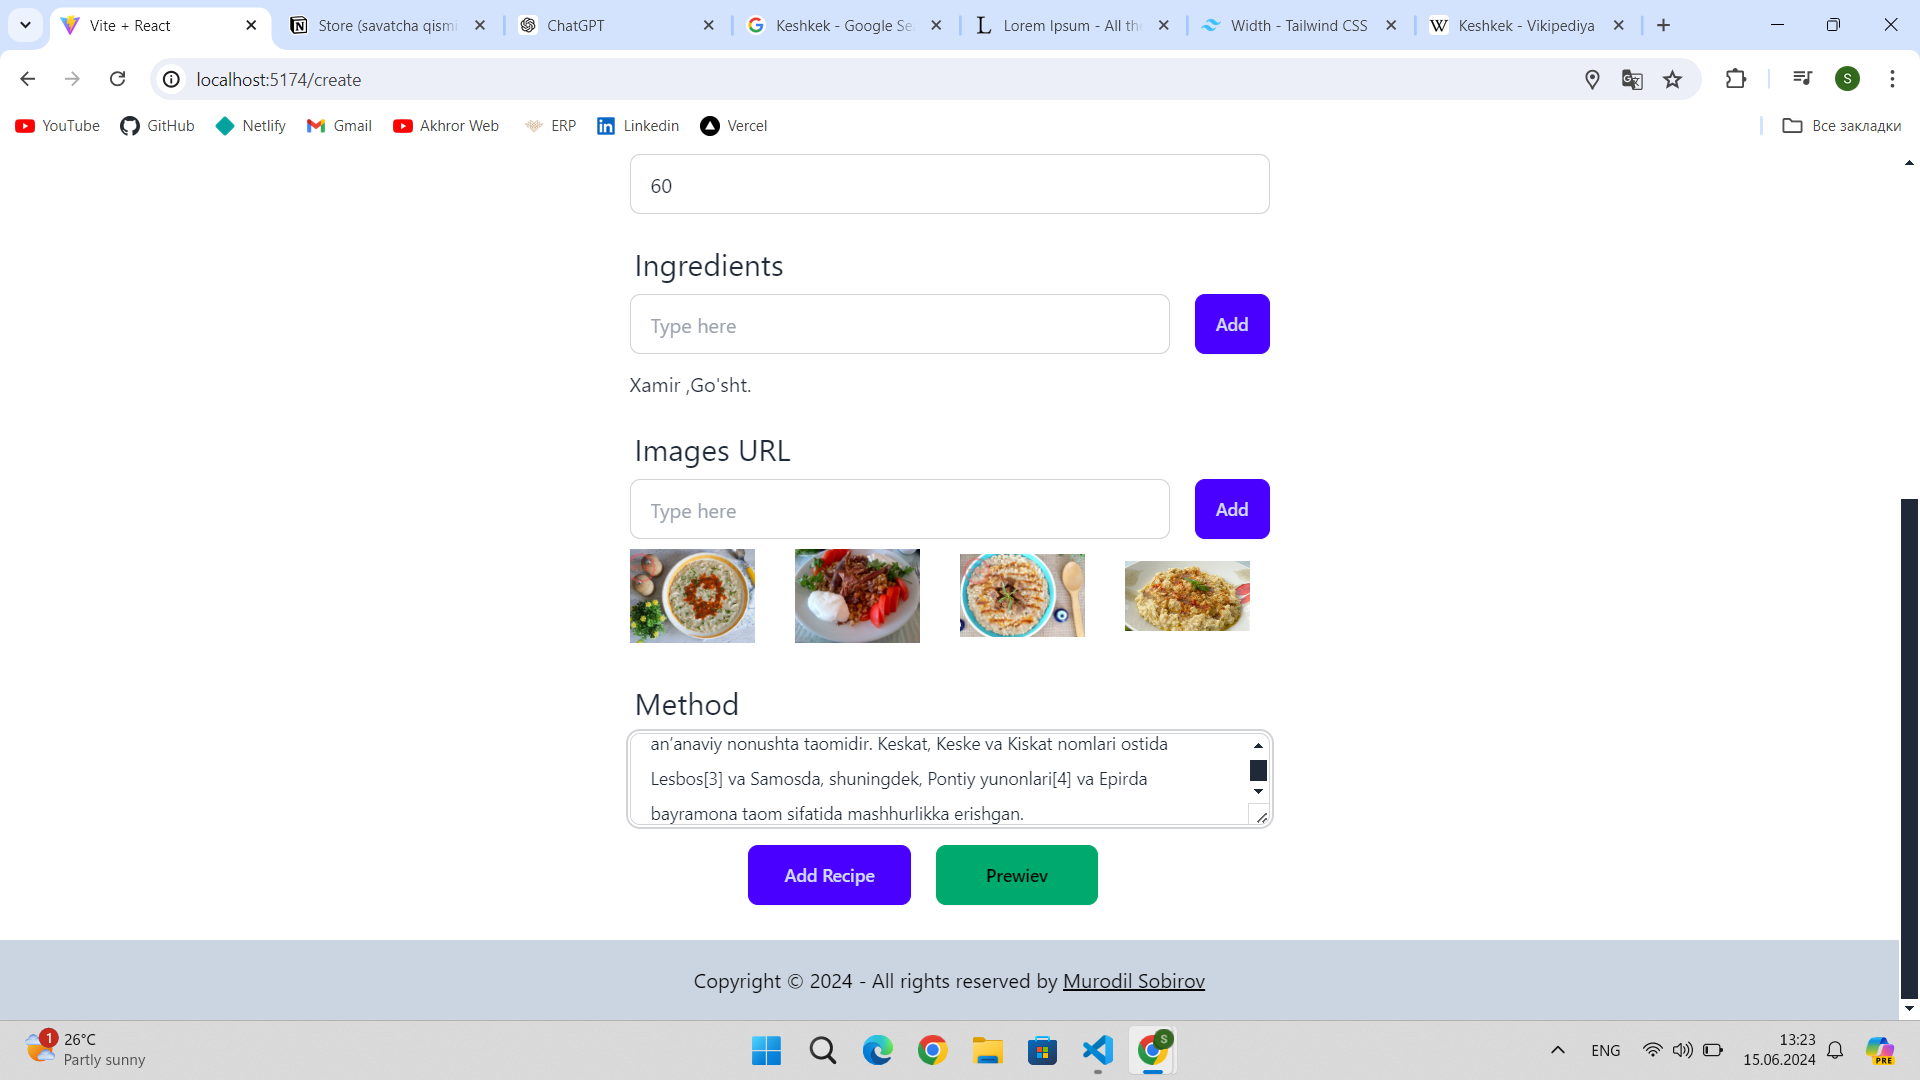 Vite + React
Store (savatcha qismi
ChatGPT
Keshkek - Google Se
Lorem Ipsum - All the
Width - Tailwind CSS
Keshkek - Vikipediya
localhost:5174/create
S
YouTube
GitHub
Netlify
Gmail
Akhror Web
ERP
Linkedin
Vercel
Все закладки
60
Ingredients
Type here
Add
Xamir ,Go'sht.
Images URL
Type here
Add
Method
an’anaviy nonushta taomidir. Keskat, Keske va Kiskat nomlari ostida
Lesbos[3] va Samosda, shuningdek, Pontiy yunonlari[4] va Epirda
bayramona taom sifatida mashhurlikka erishgan.
Add Recipe
Prewiev
Copyright © 2024 - All rights reserved by Murodil Sobirov
1
26°C
Partly sunny
S
ENG
13:23
15.06.2024
PRE